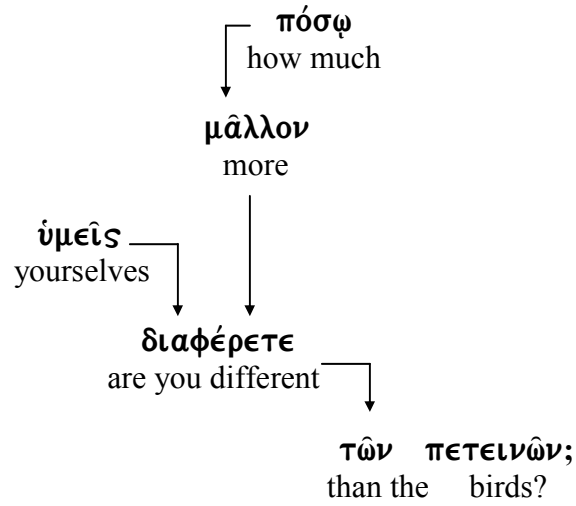 πόσῳ
how much
μᾶλλον
more
ὑμεῖς
yourselves
διαφέρετε
are you different
τῶν πετεινῶν;
than the birds?